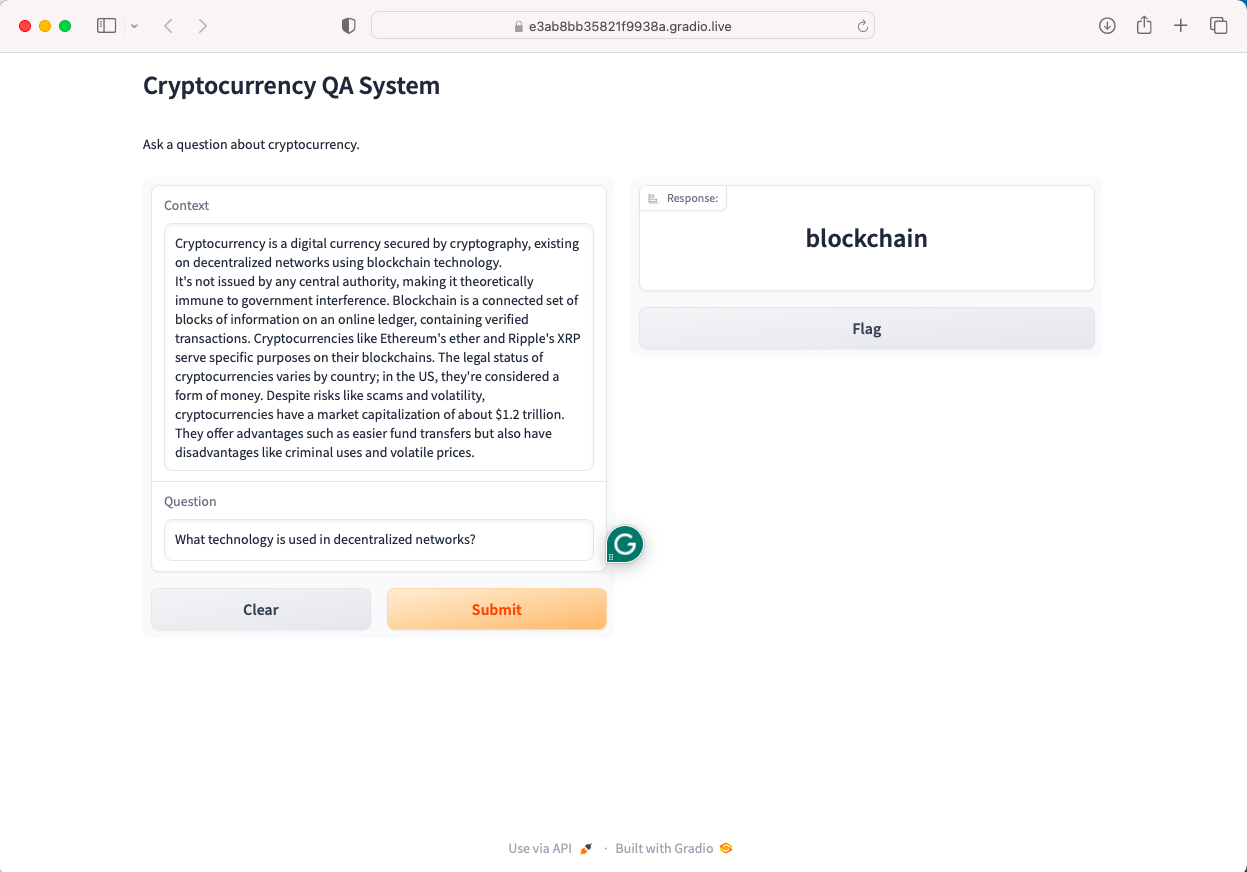 e3ab8bb35821f9938a.gradio.live
Cryptocurrency QA System
Ask a question about cryptocurrency.
Context
Cryptocurrency is a digital currency secured by cryptography, existing
on decentralized networks using blockchain technology.
It's not issued by any central authority, making it theoretically
immune to government interference. Blockchain is a connected set of
blocks of information on an online ledger, containing verified
transactions. Cryptocurrencies like Ethereum's ether and Ripple's XRP
serve specific purposes on their blockchains. The legal status of
cryptocurrencies varies by country; in the US, they're considered a
form of money. Despite risks like scams and volatility,
cryptocurrencies have a market capitalization of about $1.2 trillion.
They offer advantages such as easier fund transfers but also have
disadvantages like criminal uses and volatile prices.
Question
What technology is used in decentralized networks?
Clear
Submit
Response:
blockchain
Flag
Use via API · Built with Gradio